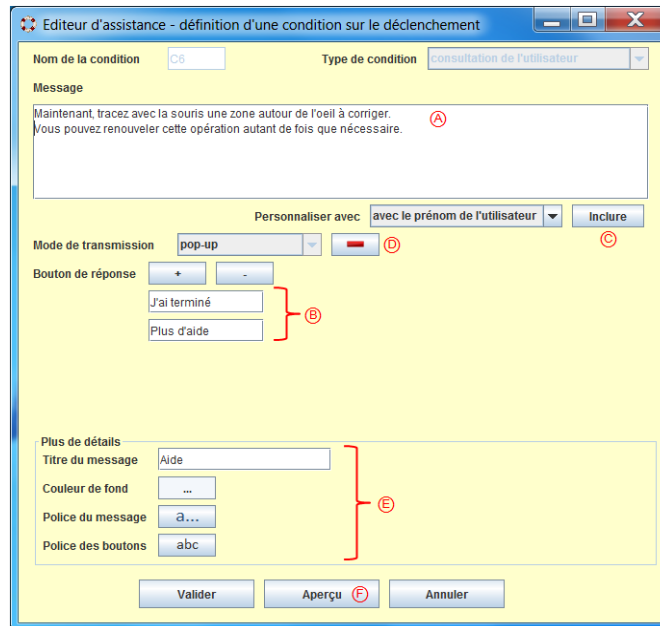 Editeur d'assistance - définition d'une condition sur le déclenchement
Nom de la condition C6 Type de condition consultation de l'utilisateur
Message
Maintenant, tracez avec la souris une zone autour de l'oeil à corriger. A
Vous pouvez renouveler cette opération autant de fois que nécessaire.
Personnaliser avec avec le prénom de l'utilisateur Inclure
C
Mode de transmission pop-up D
Bouton de réponse + -
J'ai terminé
B
Plus d'aide
Plus de détails
Titre du message Aide
Couleur de fond ...
E
Police du message a...
Police des boutons abc
Valider Aperçu F Annuler